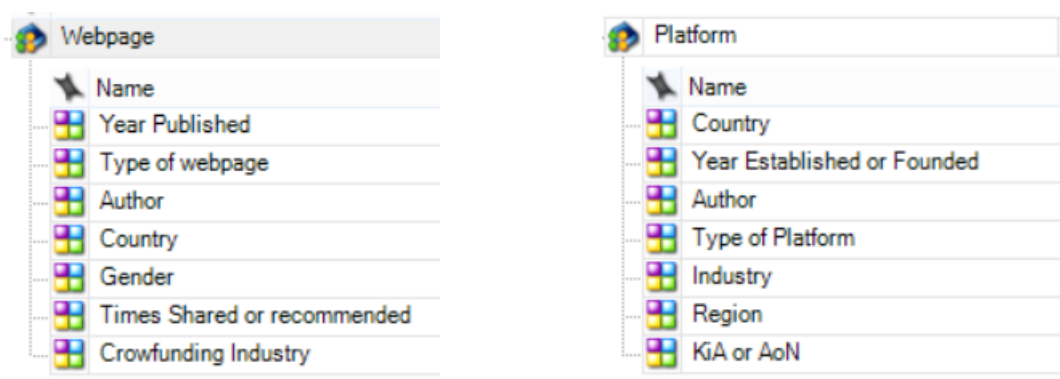 Webpage
Name
Year Published
Type of webpage
Author
Country
Gender
Times Shared or recommended
Crowfunding Industry
Platform
Name
Country
Year Established or Founded
Author
Type of Platform
Industry
Region
KiA or AoN